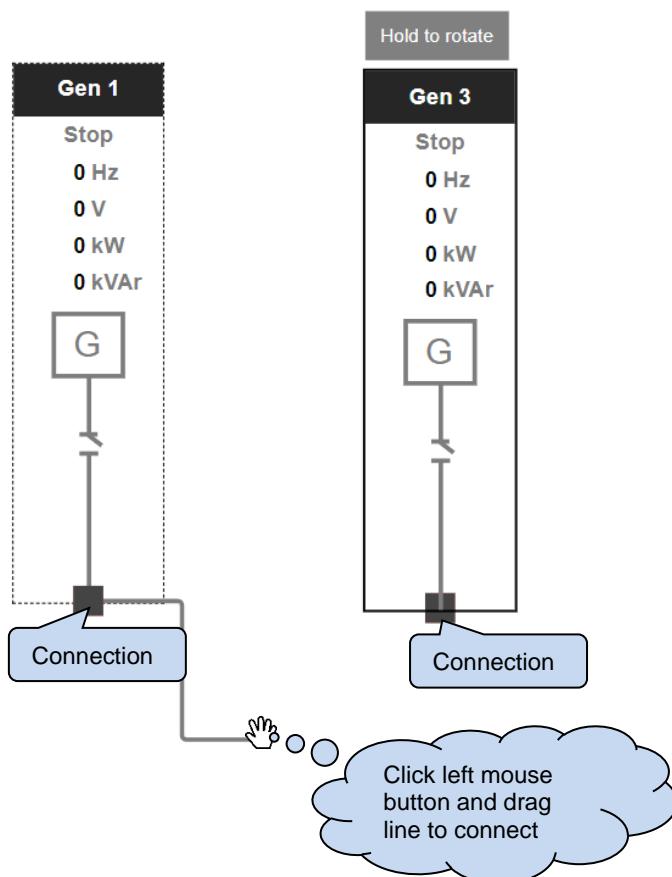 Hold to rotate
Gen 1
Stop
0 Hz
0 V
0 kW
0 kVAr
G
Connection
Gen 3
Stop
0 Hz
0 V
0 kW
0 kVAr
G
Connection
Click left mouse
button and drag
line to connect